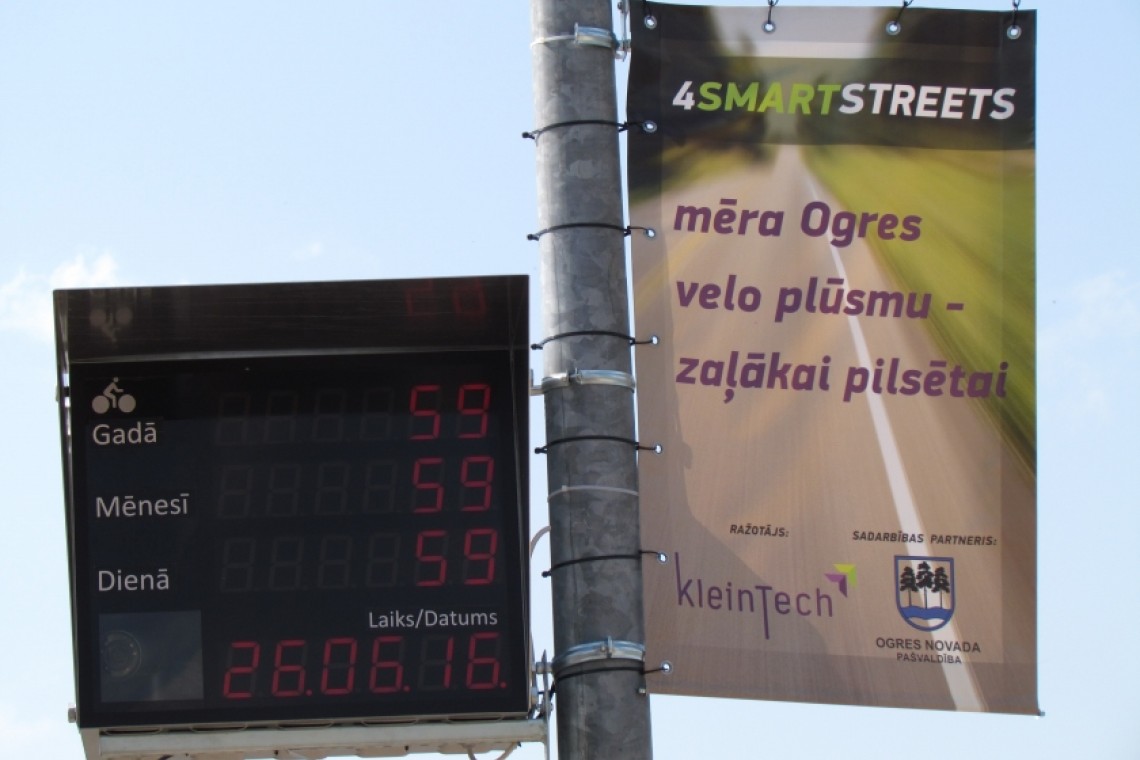 Gadā 59
Mēnesī 59
Dienā 59
Laiks/Datums
26.06.16.
4SMARTSTREETS
mēra Ogres
velo plūsmu -
zaļākai pilsētai
RAŽOTĀJS:
kleinTech
SADARBĪBAS PARTNERIS:
OGRES NOVADA
PAŠVALDĪBA